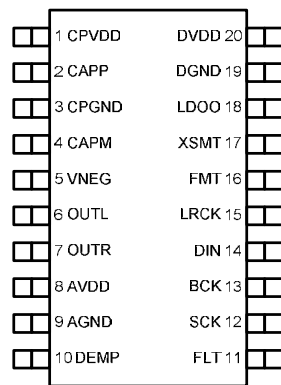 1 CPVDD DVDD 20
2 CAPP DGND 19
3 CPGND LDOO 18
4 CAPM XSMT 17
5 VNEG FMT 16
6 OUTL LRCK 15
7 OUTR DIN 14
8 AVDD BCK 13
9 AGND SCK 12
10 DEMP FLT 11